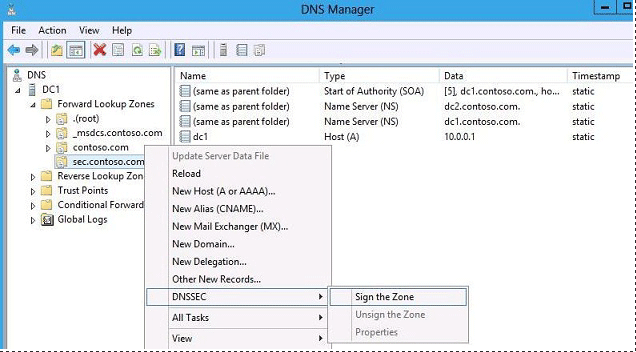 DNS Manager
File Action View Help
DNS
DC1
Forward Lookup Zones
.(root)
_msdcs.contoso.com
contoso.com
sec.contoso.com
Reverse Lookup Zon
Trust Points
Conditional Forward
Global Logs
Name Type Data Timestamp
(same as parent folder) Start of Authority (SOA) [5], dc1.contoso.com., ho... static
(same as parent folder) Name Server (NS) dc2.contoso.com. static
(same as parent folder) Name Server (NS) dc1.contoso.com. static
dc1 Host (A) 10.0.0.1 static
Update Server Data File
Reload
New Host (A or AAAA)...
New Alias (CNAME)...
New Mail Exchanger (MX)...
New Domain...
New Delegation...
Other New Records...
DNSSEC
All Tasks
View
Sign the Zone
Unsign the Zone
Properties